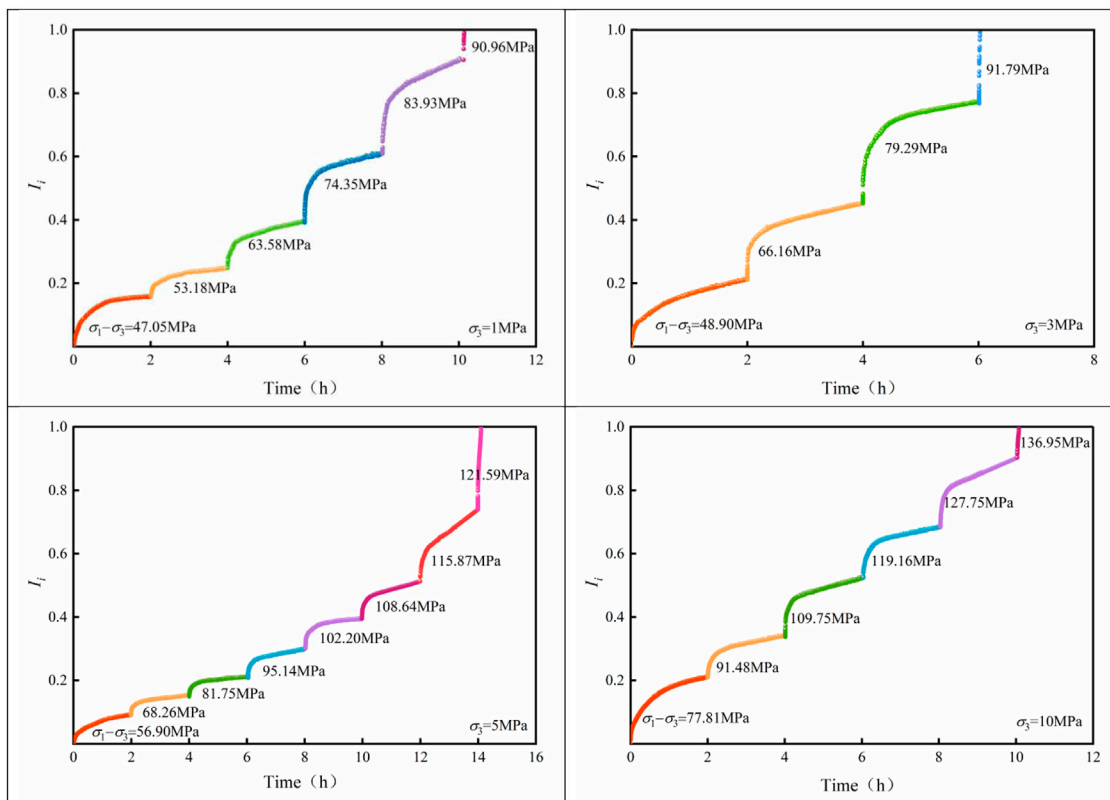 1.0
0.8
0.6
0.4
0.2
0
0
2
4
6
8
10
12
I_i
Time（h）
σ1−σ3=47.05MPa
53.18MPa
63.58MPa
74.35MPa
83.93MPa
90.96MPa
σ3=1MPa
1.0
0.8
0.6
0.4
0.2
0
0
2
4
6
8
I_i
Time（h）
σ1−σ3=48.90MPa
66.16MPa
79.29MPa
91.79MPa
σ3=3MPa
1.0
0.8
0.6
0.4
0.2
0
2
4
6
8
10
12
14
16
I_i
Time（h）
σ1−σ3=56.90MPa
68.26MPa
81.75MPa
95.14MPa
102.20MPa
108.64MPa
115.87MPa
121.59MPa
σ3=5MPa
1.0
0.8
0.6
0.4
0.2
0
2
4
6
8
10
12
I_i
Time（h）
σ1−σ3=77.81MPa
91.48MPa
109.75MPa
119.16MPa
127.75MPa
136.95MPa
σ3=10MPa